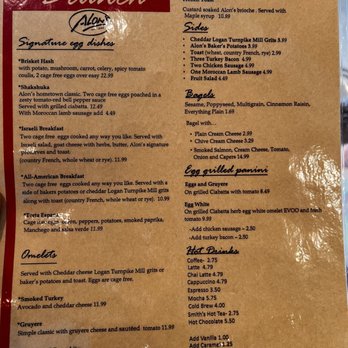 Brunch
Alon's
Signature egg dishes
*Brisket Hash
with potato, mushroom, carrot, celery, spicy tomato
coulis, 2 cage free eggs over easy 22.99
*Shakshuka
Alon's hometown classic. Two cage free eggs poached in a
zesty tomato-red bell pepper sauce
Served with grilled ciabatta. 12.49
With Moroccan lamb sausage add 4.49
*Israeli Breakfast
Two cage free eggs cooked any way you like. Served with
Israeli salad, goat cheese with herbs, butter, Alon's signature
preserves and toast
(country French, whole wheat or rye). 11.99
*All-American Breakfast
Two cage free eggs cooked any way you like. Served with a
side of bakers potatoes or cheddar Logan Turnpike Mill grits
along with toast (country French, whole wheat or rye). 10.99
*Torta
Cage eggs, bacon, peppers, potatoes, smoked paprika,
Manchego and salsa verde 11.99
Omelets
Served with Cheddar cheese Logan Turnpike Mill grits or
baker's potatoes and toast. Eggs are cage free.
*Smoked Turkey
Avocado and cheddar 11.99
*Gruyere
Simple classic with gruyere cheese and sautéed tomato 11.99
Toast
Custard soaked Alon's brioche . Served with
Maple syrup 10.99
Sides
• Cheddar Logan Turnpike Mill Grits 3.99
• Alon's Baker's Potatoes 3.99
• Toast (wheat, country french, rye) 2.99
• Three Turkey Bacon 4.99
• Two Chicken Sausage 4.99
• One Moroccan Lamb Sausage 4.99
• Fruit Salad 4.49
Bagels
Sesame, Poppyseed, Multigrain, Cinnamon Raisin,
Everything Plain 1.69
Bagel with...
• Plain Cream Cheese 2.99
• Chive Cream Cheese 3.29
• Smoked Salmon, Cream Cheese, Tomato,
Onion and Capers 14.99
Egg grilled panini
Eggs and Gruyere
On grilled Ciabatta with tomato 8.49
Egg White
On grilled Ciabatta herb egg white omelet EVOO and fresh
tomato 9.99
-Add chicken sausage ~ 2.50
-Add turkey bacon ~ 2.50
Hot Drinks
Coffee- 2.75
Latte 4.79
Chai Latte 4.79
Cappuccino 4.79
Espresso 3.50
Mocha 5.75
Cold Brew 4.00
Smith's Hot Tea- 2.75
Hot Chocolate 5.50
Add Vanilla 1.00
Add Caramel 1.25